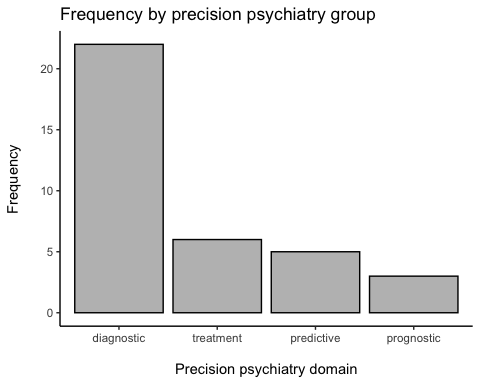 Frequency by precision psychiatry group
Frequency
20
15
10
5
0
diagnostic treatment predictive prognostic
Precision psychiatry domain